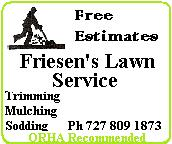 Free
Estimates
Friesen's Lawn
Service
Trimming
Mulching
Sodding Ph 727 809 1873
ORHA Recommended